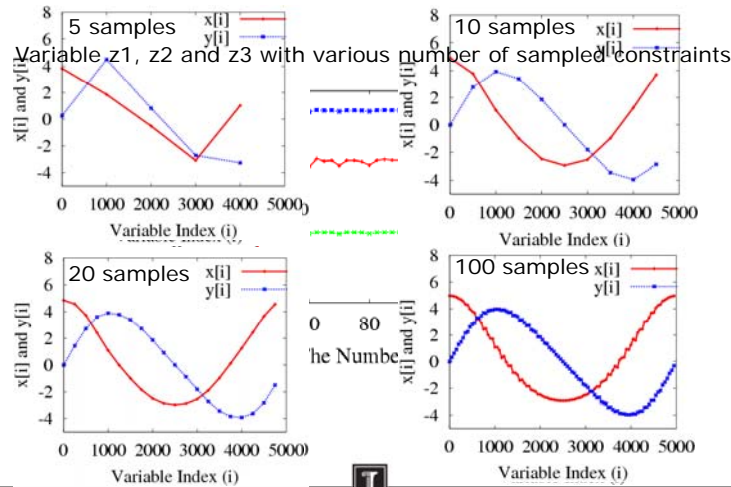 5 samples
x[i]
y[i]
10 samples
x[i]
y[i]
Variable z1, z2 and z3 with various number of sampled constraints
x[i] and y[i]
8
6
4
2
0
-2
-4
0 1000 2000 3000 4000 5000
Variable Index (i)
x[i] and y[i]
8
6
4
2
0
-2
-4
0 1000 2000 3000 4000 5000
Variable Index (i)
20 samples
x[i]
y[i]
x[i] and y[i]
8
6
4
2
0
-2
-4
0 1000 2000 3000 4000 5000
Variable Index (i)
0 80
he Numbe
100 samples
x[i]
y[i]
x[i] and y[i]
8
6
4
2
0
-2
-4
0 1000 2000 3000 4000 5000
Variable Index (i)
I